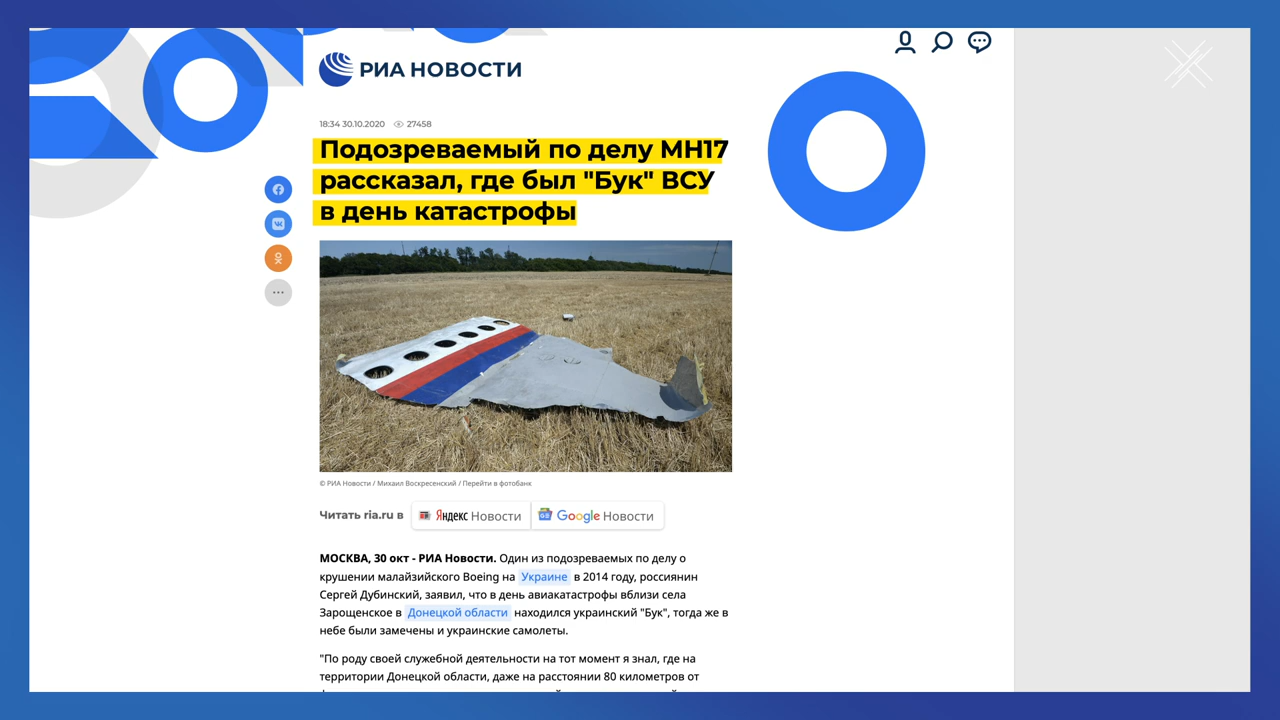 РИА НОВОСТИ
18:34 30.10.2020 27458
Подозреваемый по делу MH17
рассказал, где был "Бук" ВСУ
в день катастрофы
© РИА Новости / Михаил Воскресенский / Перейти в фотобанк
Читать ria.ru в Яндекс Новости Google Новости
МОСКВА, 30 окт - РИА Новости. Один из подозреваемых по делу о
крушении малайзийского Boeing на Украине в 2014 году, россиянин
Сергей Дубинский, заявил, что в день авиакатастрофы вблизи села
Зарощенское в Донецкой области находился украинский "Бук", тогда же в
небе были замечены и украинские самолеты.
"По роду своей служебной деятельности на тот момент я знал, где на
территории Донецкой области, даже на расстоянии 80 километров от